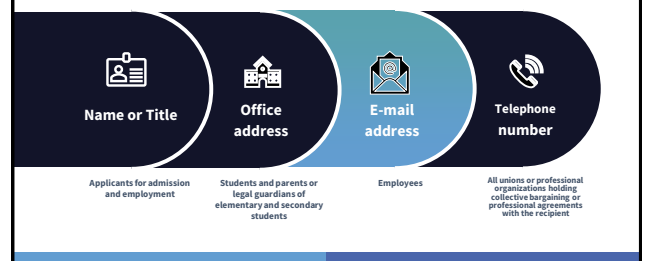 Name or Title
Office
address
E-mail
address
Telephone
number
Applicants for admission
and employment
Students and parents or
legal guardians of
elementary and secondary
students
Employees
All unions or professional
organizations holding
collective bargaining or
professional agreements
with the recipient